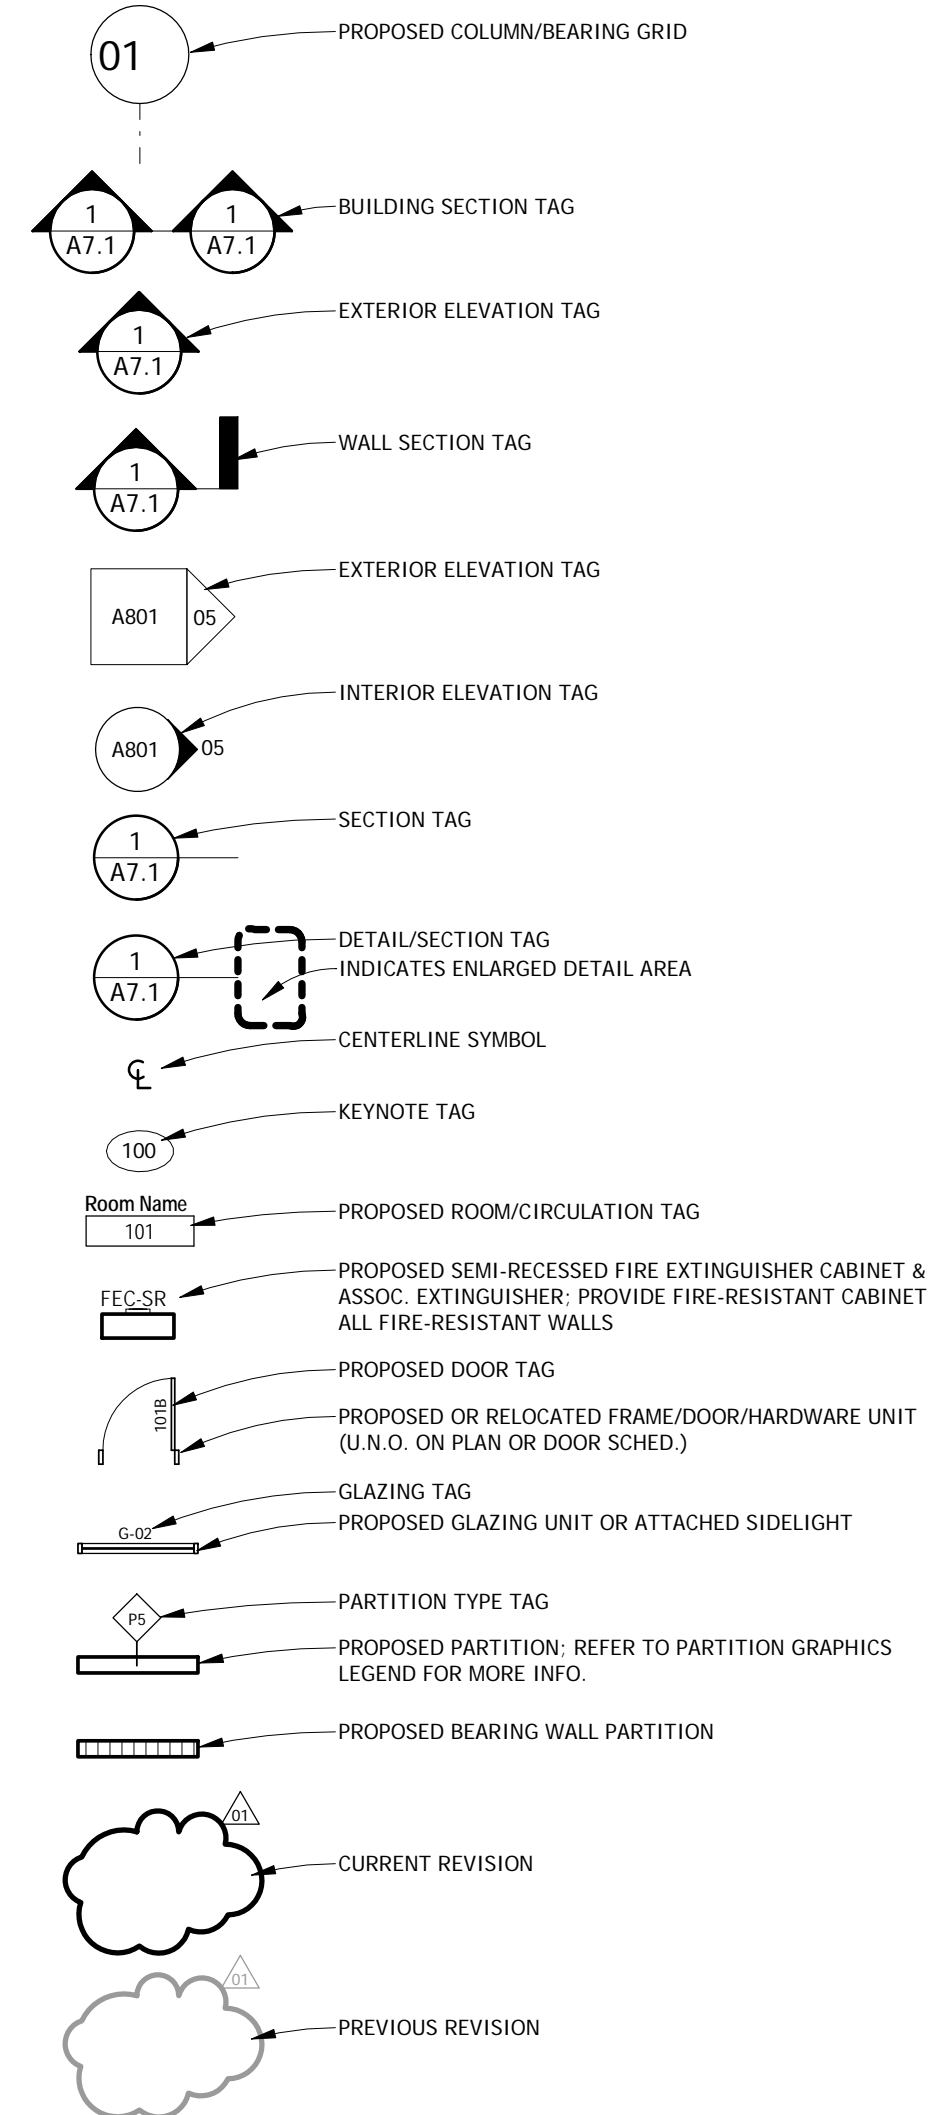 01
PROPOSED COLUMN/BEARING GRID
1
A7.1
1
A7.1
BUILDING SECTION TAG
1
A7.1
EXTERIOR ELEVATION TAG
1
A7.1
WALL SECTION TAG
A801
05
EXTERIOR ELEVATION TAG
A801
05
INTERIOR ELEVATION TAG
1
A7.1
SECTION TAG
1
A7.1
DETAIL/SECTION TAG
INDICATES ENLARGED DETAIL AREA
CL
CENTERLINE SYMBOL
100
KEYNOTE TAG
Room Name
101
PROPOSED ROOM/CIRCULATION TAG
FEC-SR
PROPOSED SEMI-RECESSED FIRE EXTINGUISHER CABINET &
ASSOC. EXTINGUISHER; PROVIDE FIRE-RESISTANT CABINET
ALL FIRE-RESISTANT WALLS
101B
PROPOSED DOOR TAG
PROPOSED OR RELOCATED FRAME/DOOR/HARDWARE UNIT
(U.N.O. ON PLAN OR DOOR SCHED.)
G-02
GLAZING TAG
PROPOSED GLAZING UNIT OR ATTACHED SIDELIGHT
P5
PARTITION TYPE TAG
PROPOSED PARTITION; REFER TO PARTITION GRAPHICS
LEGEND FOR MORE INFO.
PROPOSED BEARING WALL PARTITION
01
CURRENT REVISION
01
PREVIOUS REVISION